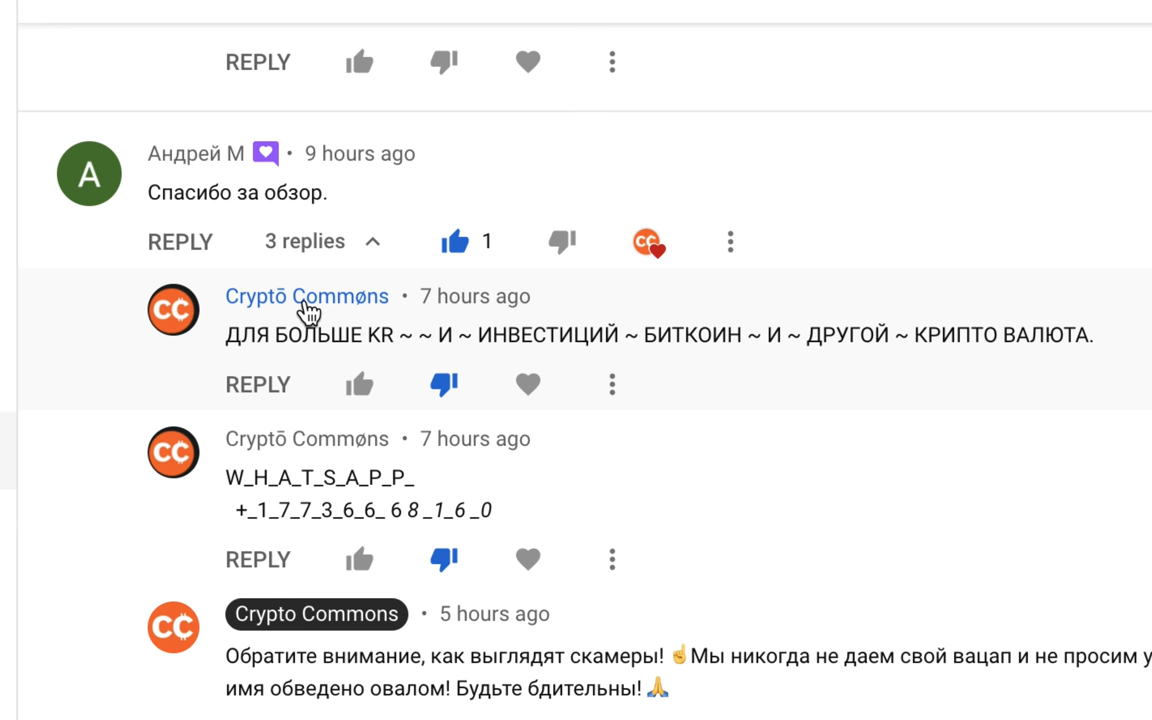 REPLY
Андрей М • 9 hours ago
A
Спасибо за обзор.
REPLY 3 replies 1
Cryptō Commøns • 7 hours ago
ДЛЯ БОЛЬШЕ KR ~ ~ И ~ ИНВЕСТИЦИЙ ~ БИТКОИН ~ И ~ ДРУГОЙ ~ КРИПТО ВАЛЮТА.
REPLY
Cryptō Commøns • 7 hours ago
W_H_A_T_S_A_P_P_
+_1_7_7_3_6_6_ 6 8 _1_6 _0
REPLY
Crypto Commons • 5 hours ago
Обратите внимание, как выглядят скамеры! ☝Мы никогда не даем свой вацап и не просим
имя обведено овалом! Будьте бдительны! 🙏